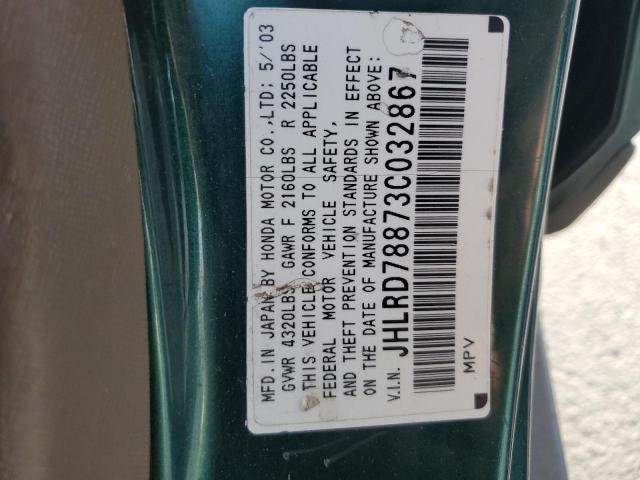 MFD.IN JAPAN BY HONDA MOTOR CO.,LTD; 5/'03
GVWR 4320LBS GAWR F 2160LBS R 2250LBS
THIS VEHICLE CONFORMS TO ALL APPLICABLE
FEDERAL MOTOR VEHICLE SAFETY,
AND THEFT PREVENTION STANDARDS IN EFFECT
ON THE DATE OF MANUFACTURE SHOWN ABOVE:
V.I.N. JHLRD78873C032867
MPV